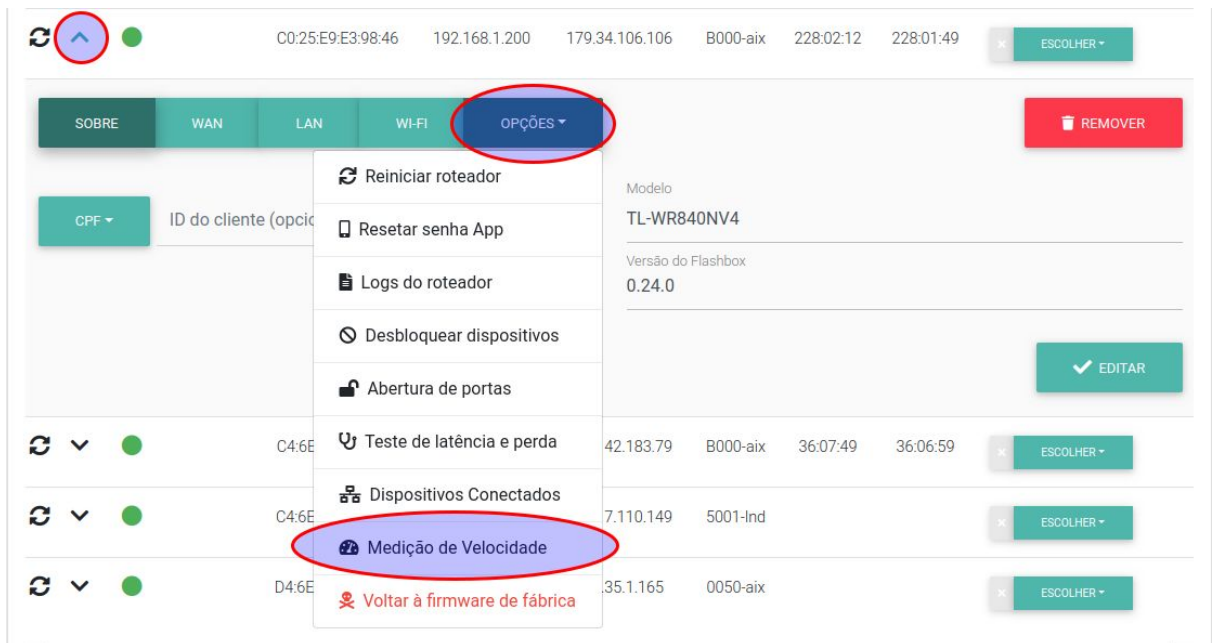 C0:25:E9:E3:98:46 192.168.1.200 179.34.106.106 B000-aix 228:02:12 228:01:49 × ESCOLHER
SOBRE WAN LAN WI-FI OPÇÕES REMOVER
Reiniciar roteador
Modelo
CPF ID do cliente (opcio TL-WR840NV4
Resetar senha App
Versão do Flashbox
Logs do roteador 0.24.0
Desbloquear dispositivos
EDITAR
Abertura de portas
Teste de latência e perda
C4:6E 42.183.79 B000-aix 36:07:49 36:06:59 × ESCOLHER
Dispositivos Conectados
C4:6E 7.110.149 5001-Ind × ESCOLHER
Medição de Velocidade
D4:6E .35.1.165 0050-aix × ESCOLHER
Voltar à firmware de fábrica